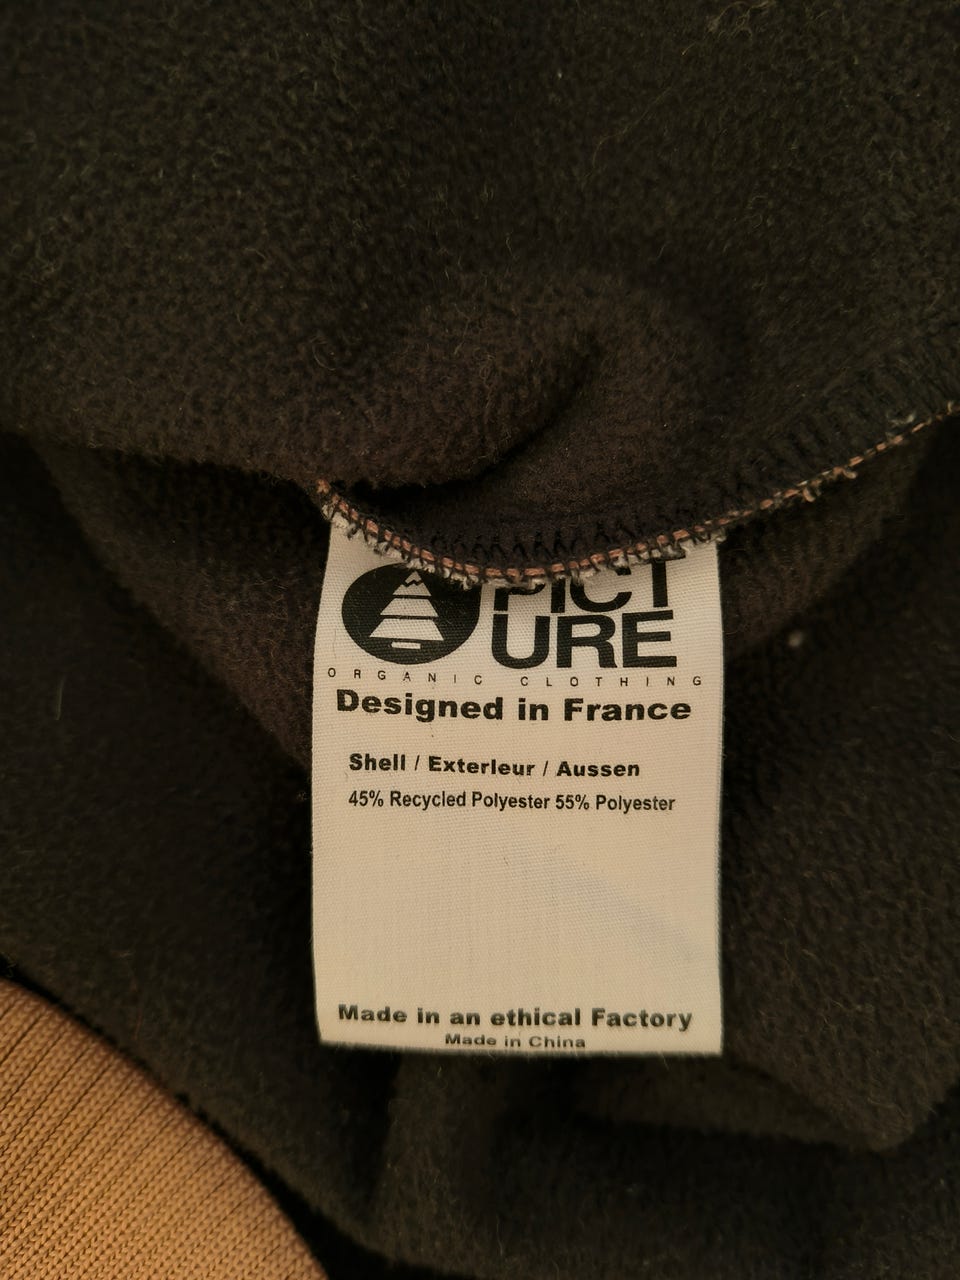 PICT
URE
ORGANIC CLOTHING
Designed in France
Shell / Exterleur / Aussen
45% Recycled Polyester 55% Polyester
Made in an ethical Factory
Made in China